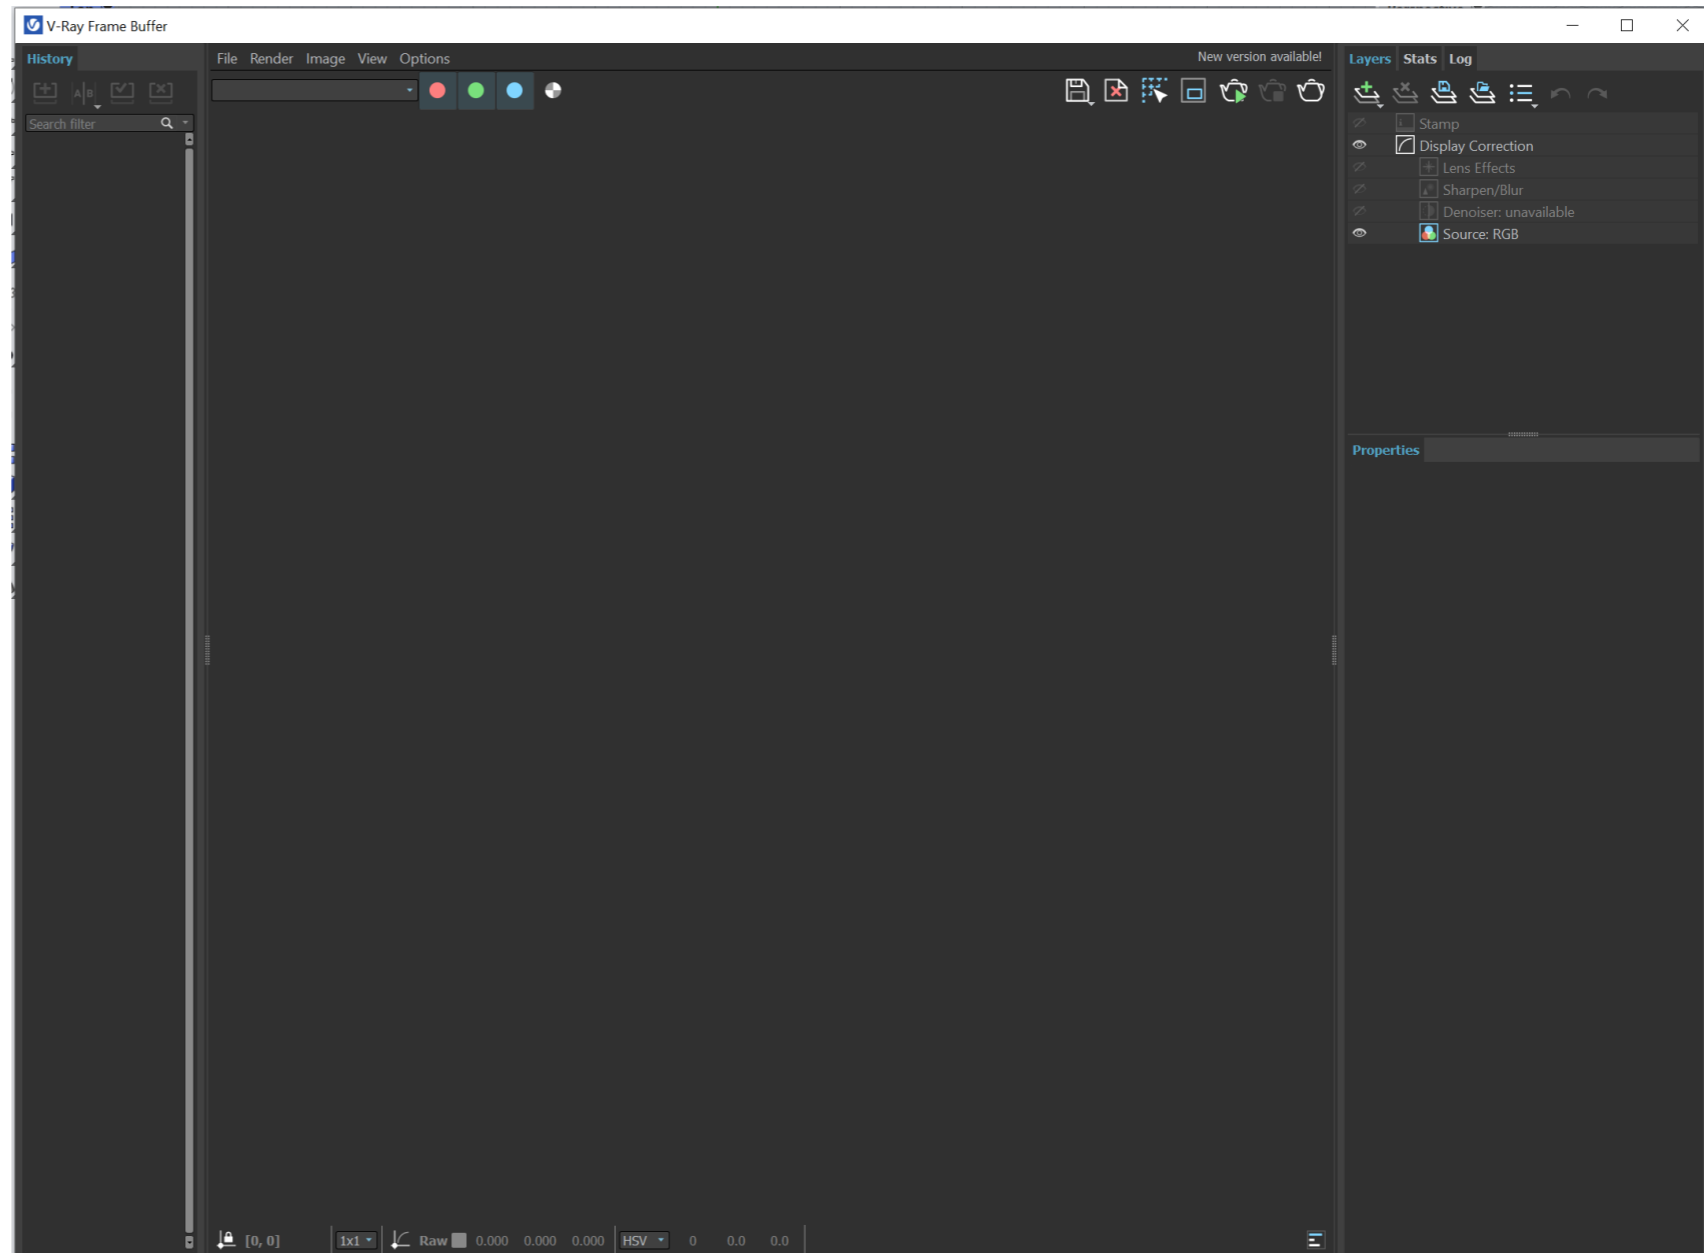 V-Ray Frame Buffer
History
File Render Image View Options
New version available!
Layers Stats Log
A B
Search filter
Stamp
Display Correction
Lens Effects
Sharpen/Blur
Denoiser: unavailable
Source: RGB
Properties
[0, 0]
1x1
Raw 0.000 0.000 0.000
HSV 0 0.0 0.0